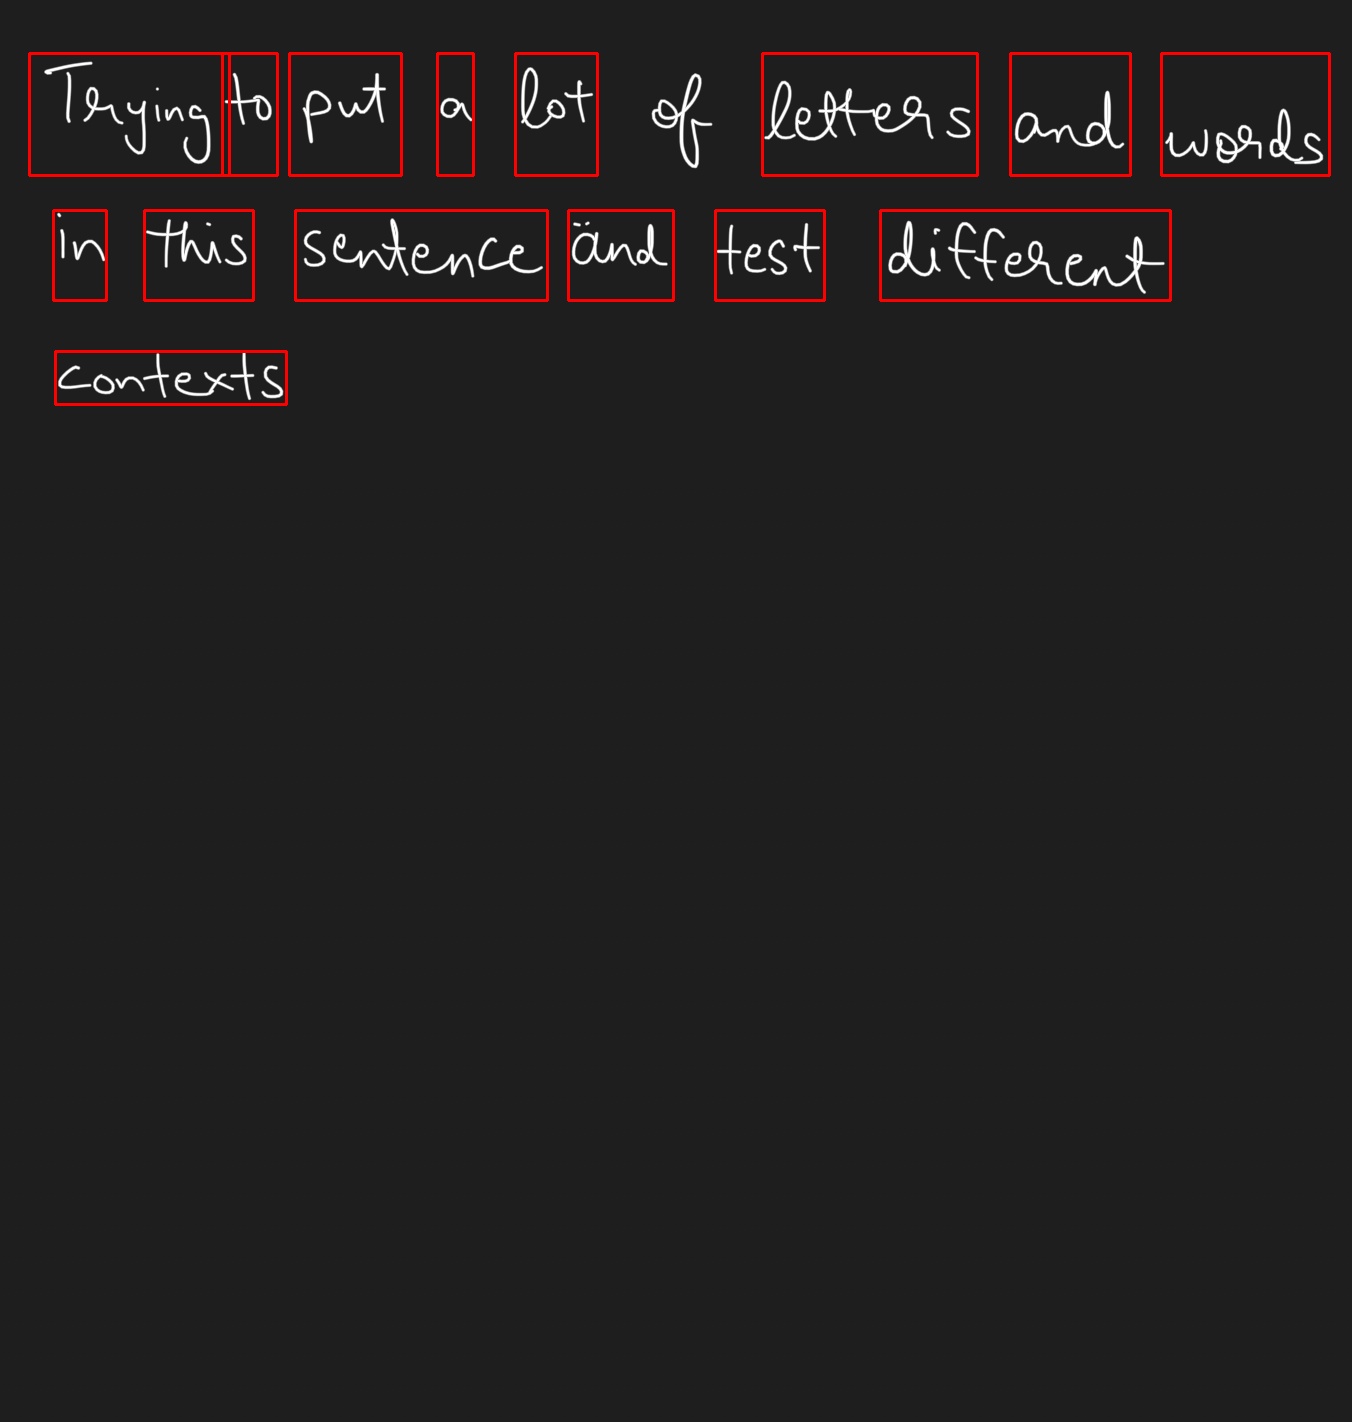 Trying to put a lot of letters and words
in this sentence änd test different
contexts